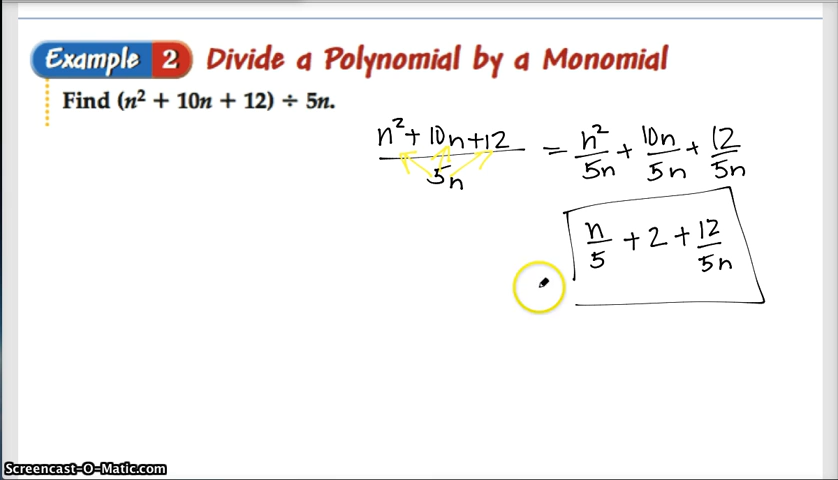 Example 2 Divide a Polynomial by a Monomial
Find (n² + 10n + 12) ÷ 5n.
n² + 10n + 12 / 5n = n²/5n + 10n/5n + 12/5n
n/5 + 2 + 12/5n
Screencast-O-Matic.com